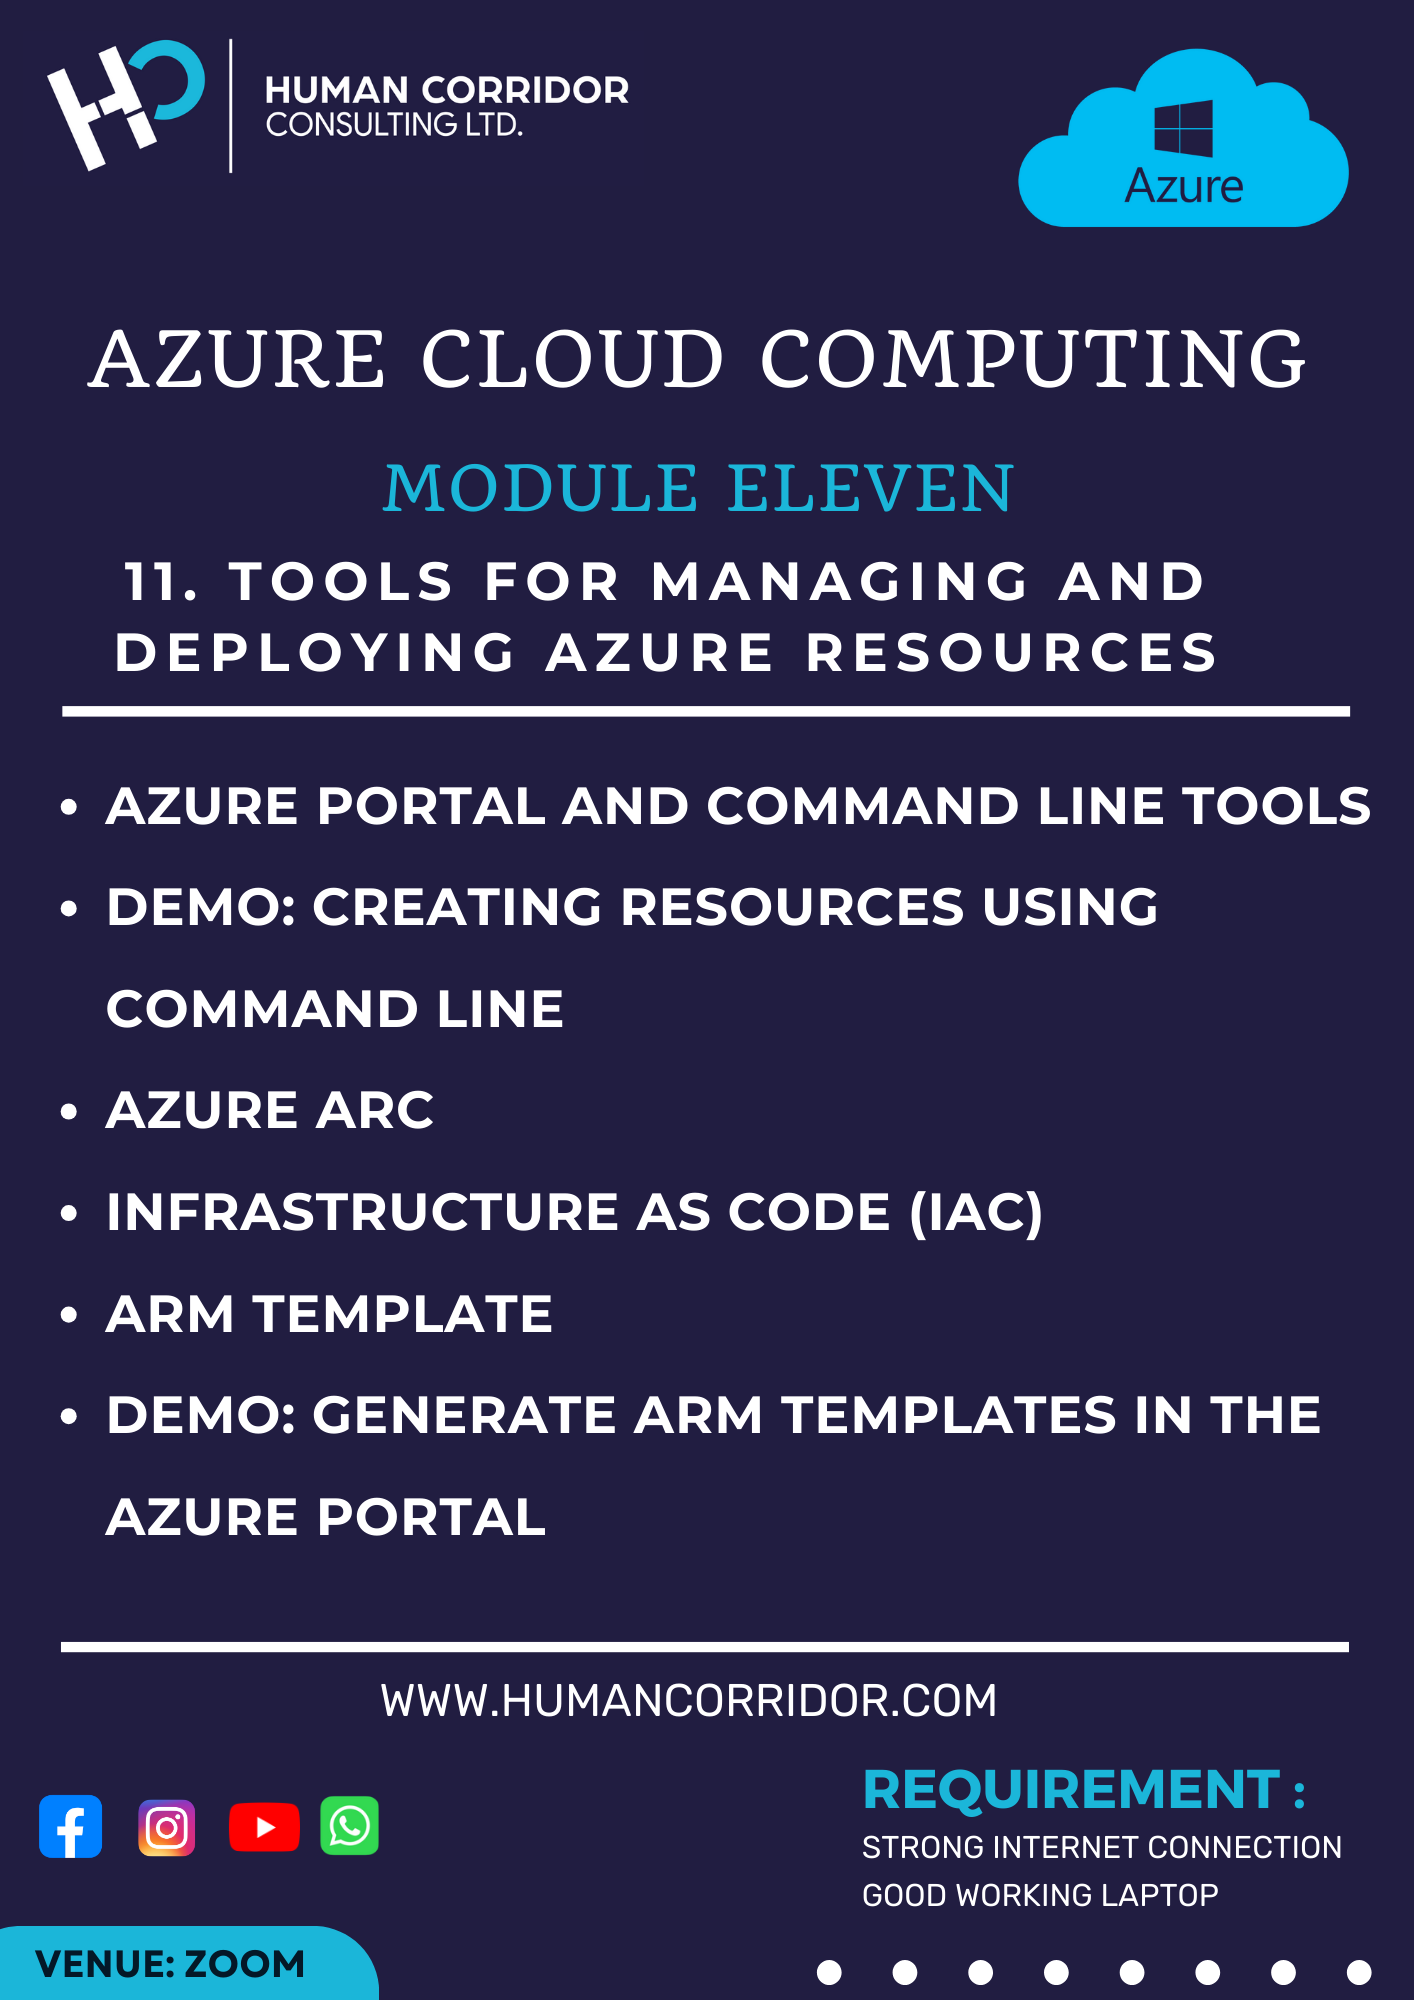 HUMAN CORRIDOR
CONSULTING LTD.
Azure
AZURE CLOUD COMPUTING
MODULE ELEVEN
11. TOOLS FOR MANAGING AND
DEPLOYING AZURE RESOURCES
• AZURE PORTAL AND COMMAND LINE TOOLS
• DEMO: CREATING RESOURCES USING
COMMAND LINE
• AZURE ARC
• INFRASTRUCTURE AS CODE (IAC)
• ARM TEMPLATE
• DEMO: GENERATE ARM TEMPLATES IN THE
AZURE PORTAL
WWW.HUMANCORRIDOR.COM
REQUIREMENT :
STRONG INTERNET CONNECTION
GOOD WORKING LAPTOP
VENUE: ZOOM